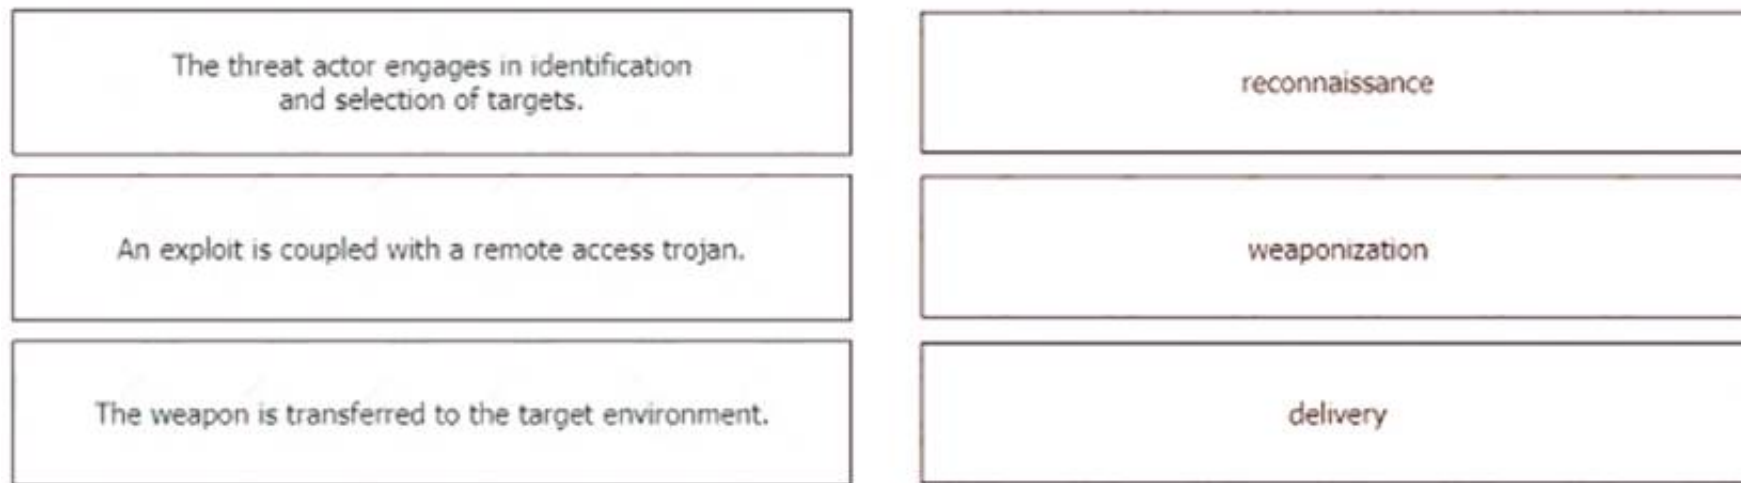 The threat actor engages in identification
and selection of targets.
reconnaissance
An exploit is coupled with a remote access trojan.
weaponization
The weapon is transferred to the target environment.
delivery